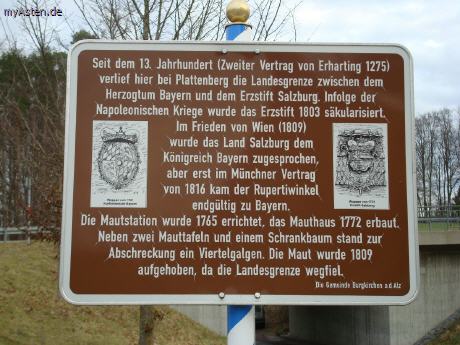 myAsten.de
Seit dem 13. Jahrhundert (Zweiter Vertrag von Erharting 1275)
verlief hier bei Plattenberg die Landesgrenze zwischen dem
Herzogtum Bayern und dem Erzstift Salzburg. Infolge der
Napoleonischen Kriege wurde das Erzstift 1803 säkularisiert.
Im Frieden von Wien (1809)
wurde das Land Salzburg dem
Königreich Bayern zugesprochen,
aber erst im Münchner Vertrag
von 1816 kam der Rupertiwinkel
endgültig zu Bayern.
Die Mautstation wurde 1765 errichtet, das Mauthaus 1772 erbaut.
Neben zwei Mauttafeln und einem Schrankbaum stand zur
Abschreckung ein Viertelgalgen. Die Maut wurde 1809
aufgehoben, da die Landesgrenze wegfiel.
Die Gemeinde Burgkirchen a.d. Alz